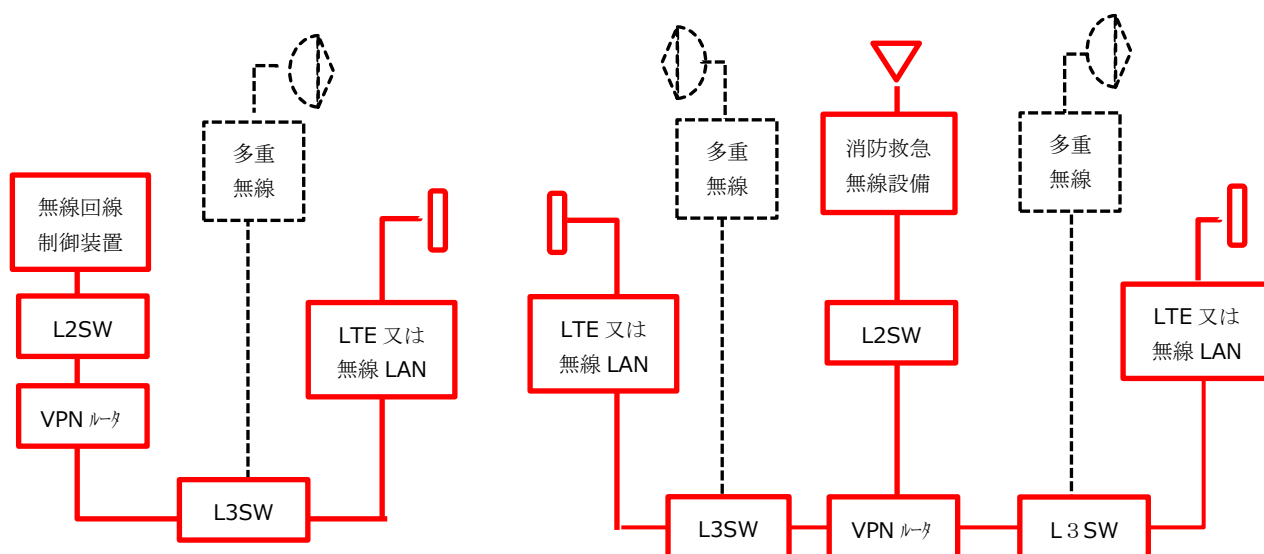 多重
無線
無線回線
制御装置
L2SW
VPN ﾙｰﾀ
LTE 又は
無線 LAN
L3SW
多重
無線
消防救急
無線設備
多重
無線
LTE 又は
無線 LAN
L2SW
LTE 又は
無線 LAN
L3SW
VPN ﾙｰﾀ
L３SW